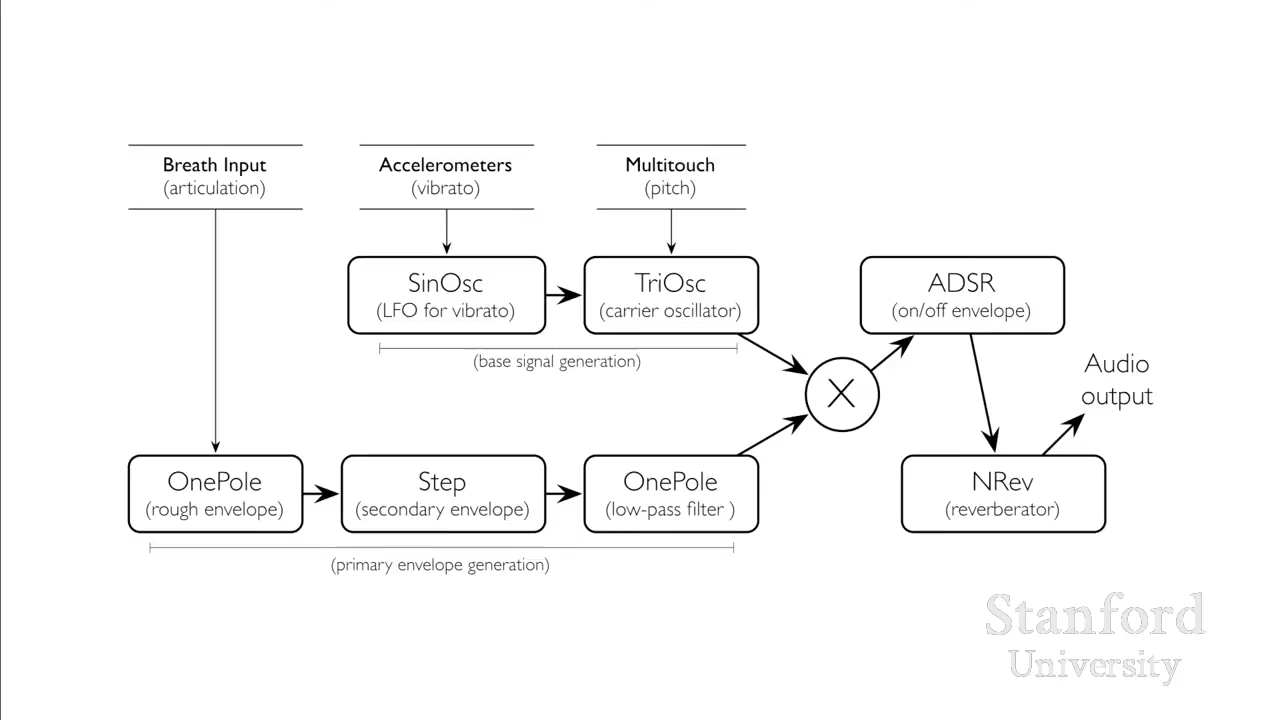 Breath Input
(articulation)
Accelerometers
(vibrato)
Multitouch
(pitch)
SinOsc
(LFO for vibrato)
TriOsc
(carrier oscillator)
ADSR
(on/off envelope)
(base signal generation)
X
Audio
output
OnePole
(rough envelope)
Step
(secondary envelope)
OnePole
(low-pass filter )
NRev
(reverberator)
(primary envelope generation)
Stanford
University